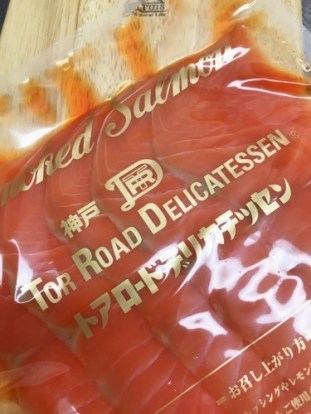 Smoked Salmon
神戸
TOR ROAD DELICATESSEN®
トアロードデリカテッセン
お召し上がり方